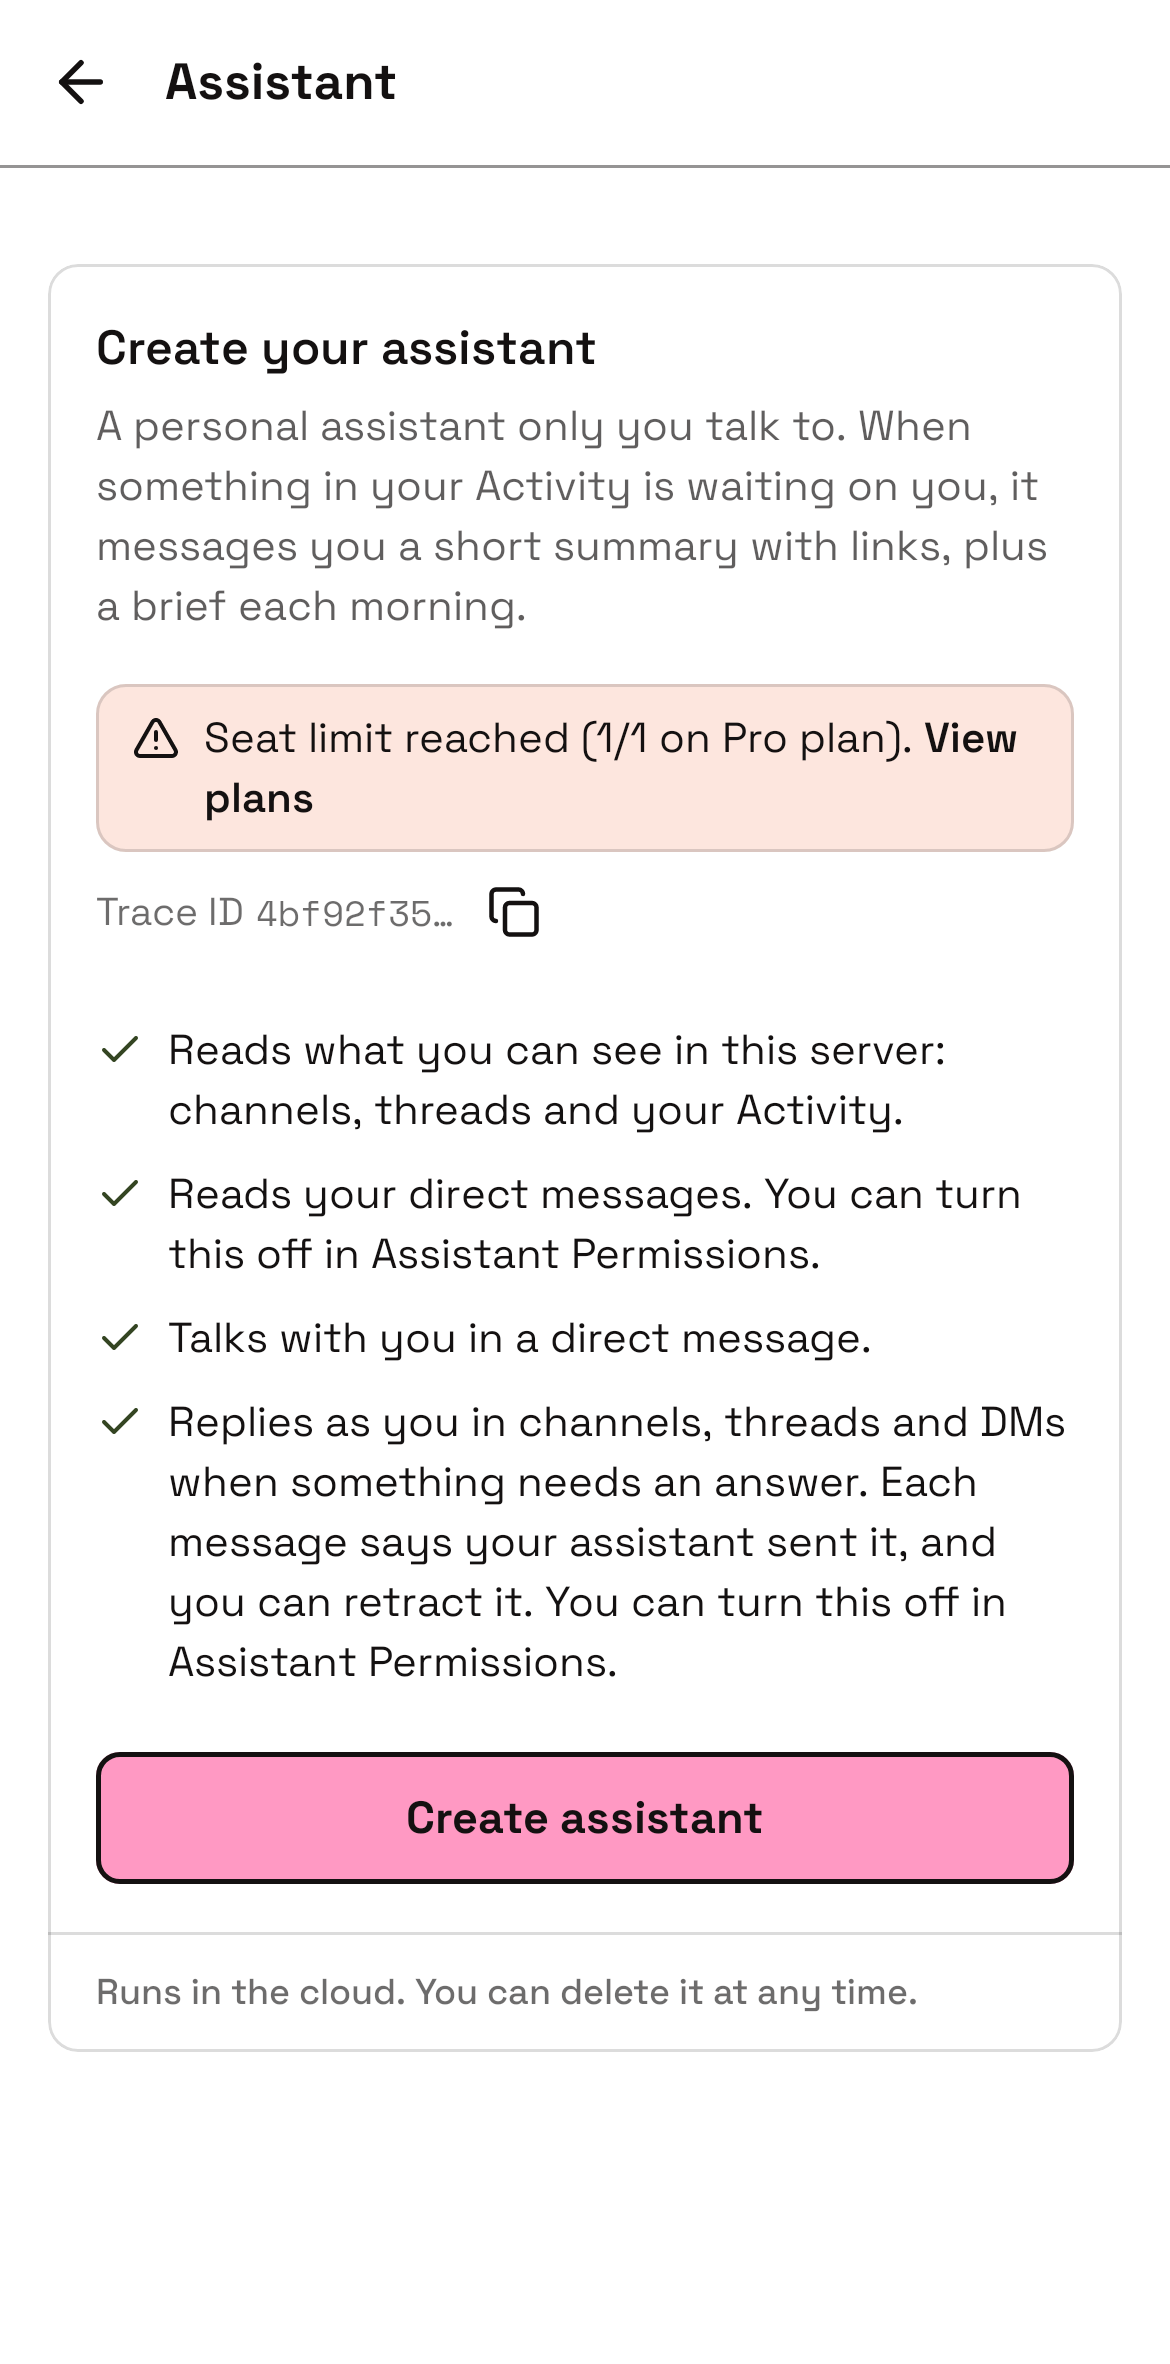 Assistant
Create your assistant
A personal assistant only you talk to. When
something in your Activity is waiting on you, it
messages you a short summary with links, plus
a brief each morning.
Seat limit reached (1/1 on Pro plan). View
plans
Trace ID 4bf92f35…
Reads what you can see in this server:
channels, threads and your Activity.
Reads your direct messages. You can turn
this off in Assistant Permissions.
Talks with you in a direct message.
Replies as you in channels, threads and DMs
when something needs an answer. Each
message says your assistant sent it, and
you can retract it. You can turn this off in
Assistant Permissions.
Create assistant
Runs in the cloud. You can delete it at any time.